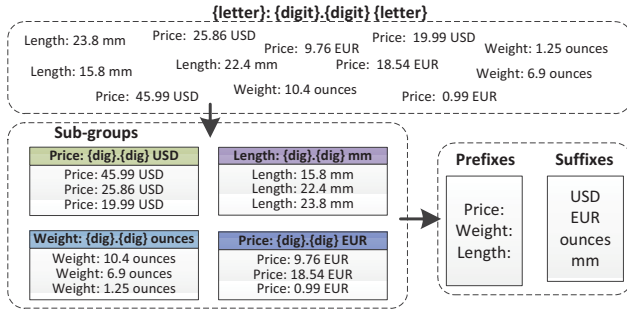 {letter}: {digit}.{digit} {letter}
Length: 23.8 mm
Price: 25.86 USD
Price: 9.76 EUR
Price: 19.99 USD
Weight: 1.25 ounces
Length: 15.8 mm
Length: 22.4 mm
Price: 18.54 EUR
Weight: 6.9 ounces
Price: 45.99 USD
Weight: 10.4 ounces
Price: 0.99 EUR
Sub-groups
Price: {dig}.{dig} USD
Price: 45.99 USD
Price: 25.86 USD
Price: 19.99 USD
Length: {dig}.{dig} mm
Length: 15.8 mm
Length: 22.4 mm
Length: 23.8 mm
Weight: {dig}.{dig} ounces
Weight: 10.4 ounces
Weight: 6.9 ounces
Weight: 1.25 ounces
Price: {dig}.{dig} EUR
Price: 9.76 EUR
Price: 18.54 EUR
Price: 0.99 EUR
Prefixes
Price:
Weight:
Length:
Suffixes
USD
EUR
ounces
mm